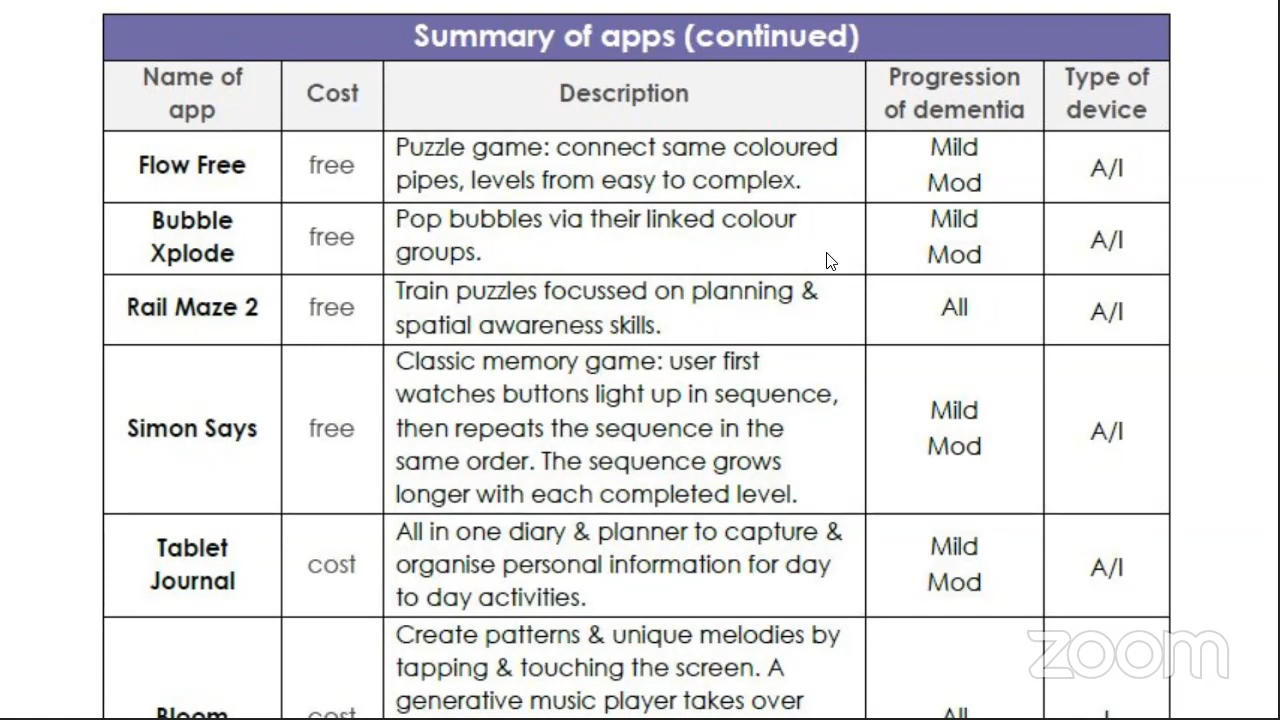 Summary of apps (continued)
Name of app
Cost
Description
Progression of dementia
Type of device
Flow Free
free
Puzzle game: connect same coloured
pipes, levels from easy to complex.
Mild
Mod
A/I
Bubble
Xplode
free
Pop bubbles via their linked colour
groups.
Mild
Mod
A/I
Rail Maze 2
free
Train puzzles focussed on planning &
spatial awareness skills.
All
A/I
Simon Says
free
Classic memory game: user first
watches buttons light up in sequence,
then repeats the sequence in the
same order. The sequence grows
longer with each completed level.
Mild
Mod
A/I
Tablet
Journal
cost
All in one diary & planner to capture &
organise personal information for day
to day activities.
Mild
Mod
A/I
Bloom
cost
Create patterns & unique melodies by
tapping & touching the screen. A
generative music player takes over
All
zoom